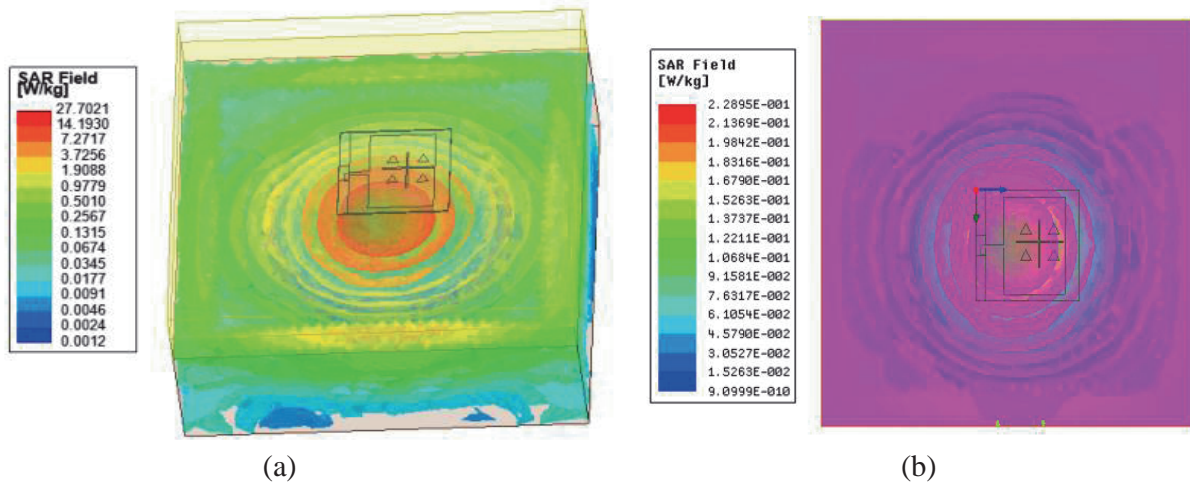 SAR Field
[W/kg]
27.7021
14.1930
7.2717
3.7256
1.9088
0.9779
0.5010
0.2567
0.1315
0.0674
0.0345
0.0177
0.0091
0.0046
0.0024
0.0012
(a)
SAR Field
[W/kg]
2.2895E-001
2.1369E-001
1.9842E-001
1.8316E-001
1.6790E-001
1.5263E-001
1.3737E-001
1.2211E-001
1.0684E-001
9.1581E-002
7.6317E-002
6.1054E-002
4.5790E-002
3.0527E-002
1.5263E-002
9.0999E-010
(b)